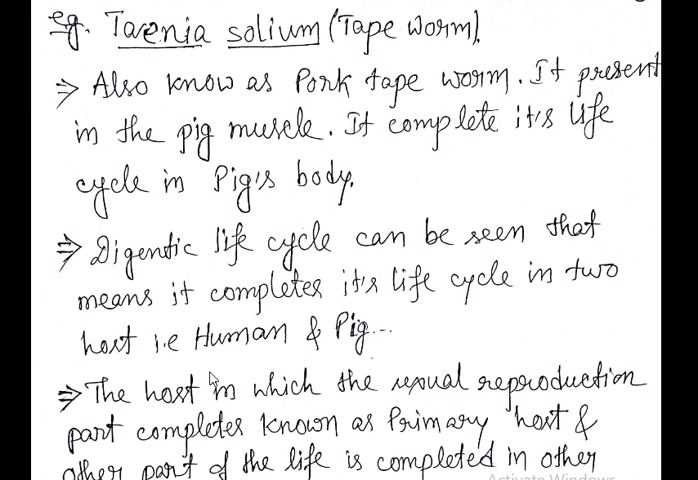 eg. Taenia solium (Tape worm).
⇒ Also know as Pork tape worm. It present
in the pig muscle. It complete it's life
cycle in Pig's body.
⇒ Digentic life cycle can be seen that
means it completes it's life cycle in two
host i.e Human & Pig...
⇒ The host in which the sexual reproduction
part completes known as Primary host &
other part of the life is completed in other
Activate Windows